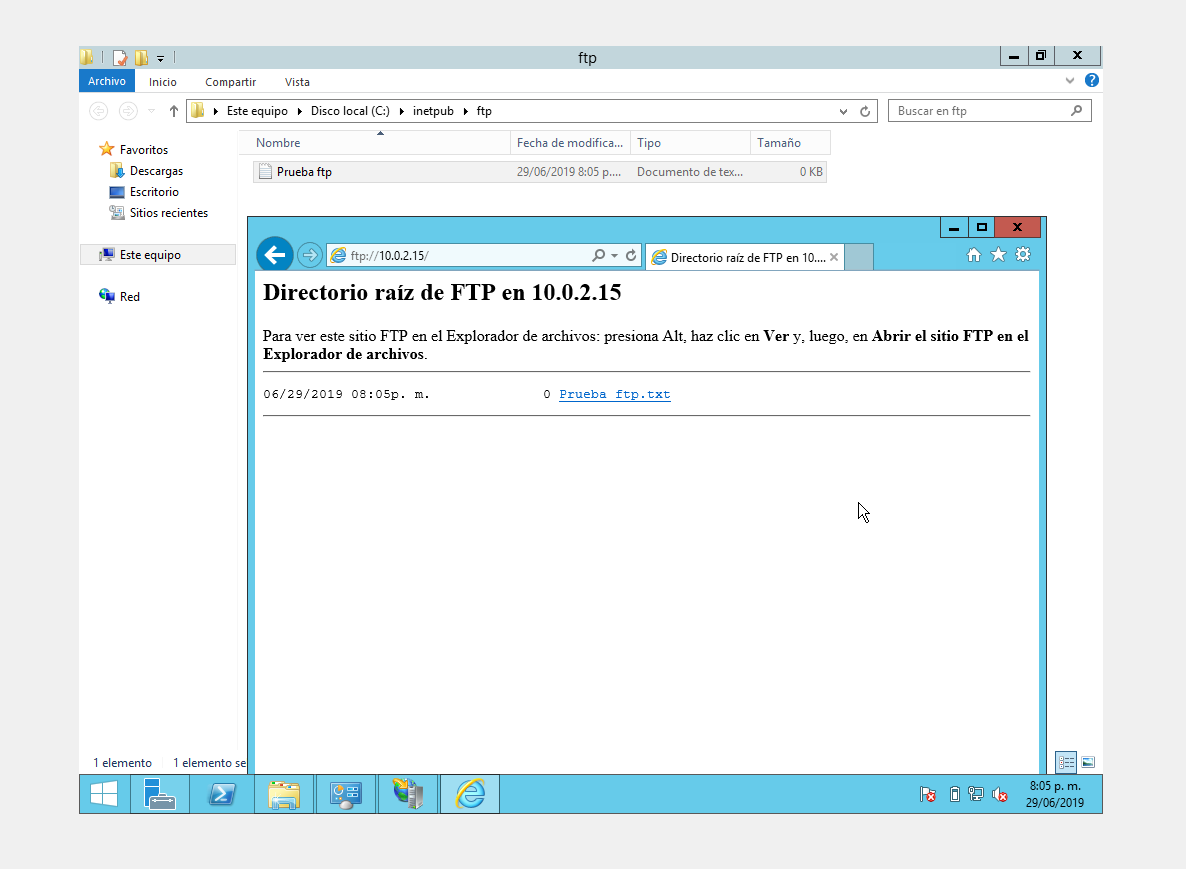 ftp
Archivo Inicio Compartir Vista
Este equipo Disco local (C:) inetpub ftp Buscar en ftp
Nombre Fecha de modifica... Tipo Tamaño
Prueba ftp 29/06/2019 8:05 p.... Documento de tex... 0 KB
Favoritos
Descargas
Escritorio
Sitios recientes
Este equipo
Red
ftp://10.0.2.15/ Directorio raíz de FTP en 10....
Directorio raíz de FTP en 10.0.2.15
Para ver este sitio FTP en el Explorador de archivos: presiona Alt, haz clic en Ver y, luego, en Abrir el sitio FTP en el
Explorador de archivos.
06/29/2019 08:05p. m. 0 Prueba ftp.txt
1 elemento 1 elemento se
8:05 p. m.
29/06/2019